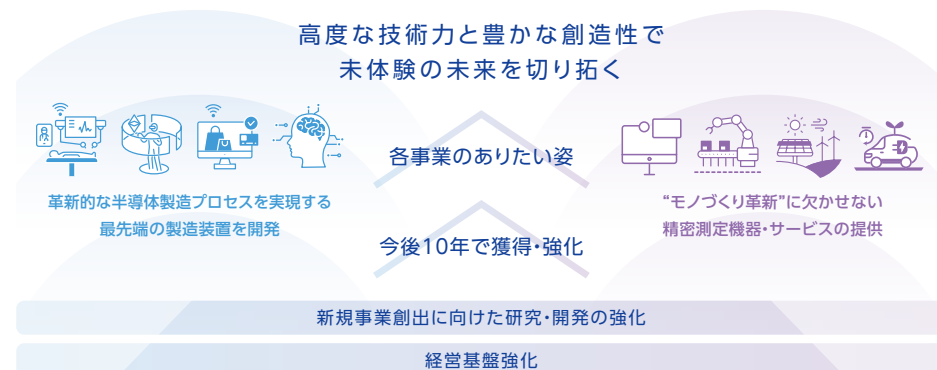 高度な技術力と豊かな創造性で
未体験の未来を切り拓く
各事業のありたい姿
革新的な半導体製造プロセスを実現する
最先端の製造装置を開発
“モノづくり革新”に欠かせない
精密測定機器・サービスの提供
今後10年で獲得・強化
新規事業創出に向けた研究・開発の強化
経営基盤強化